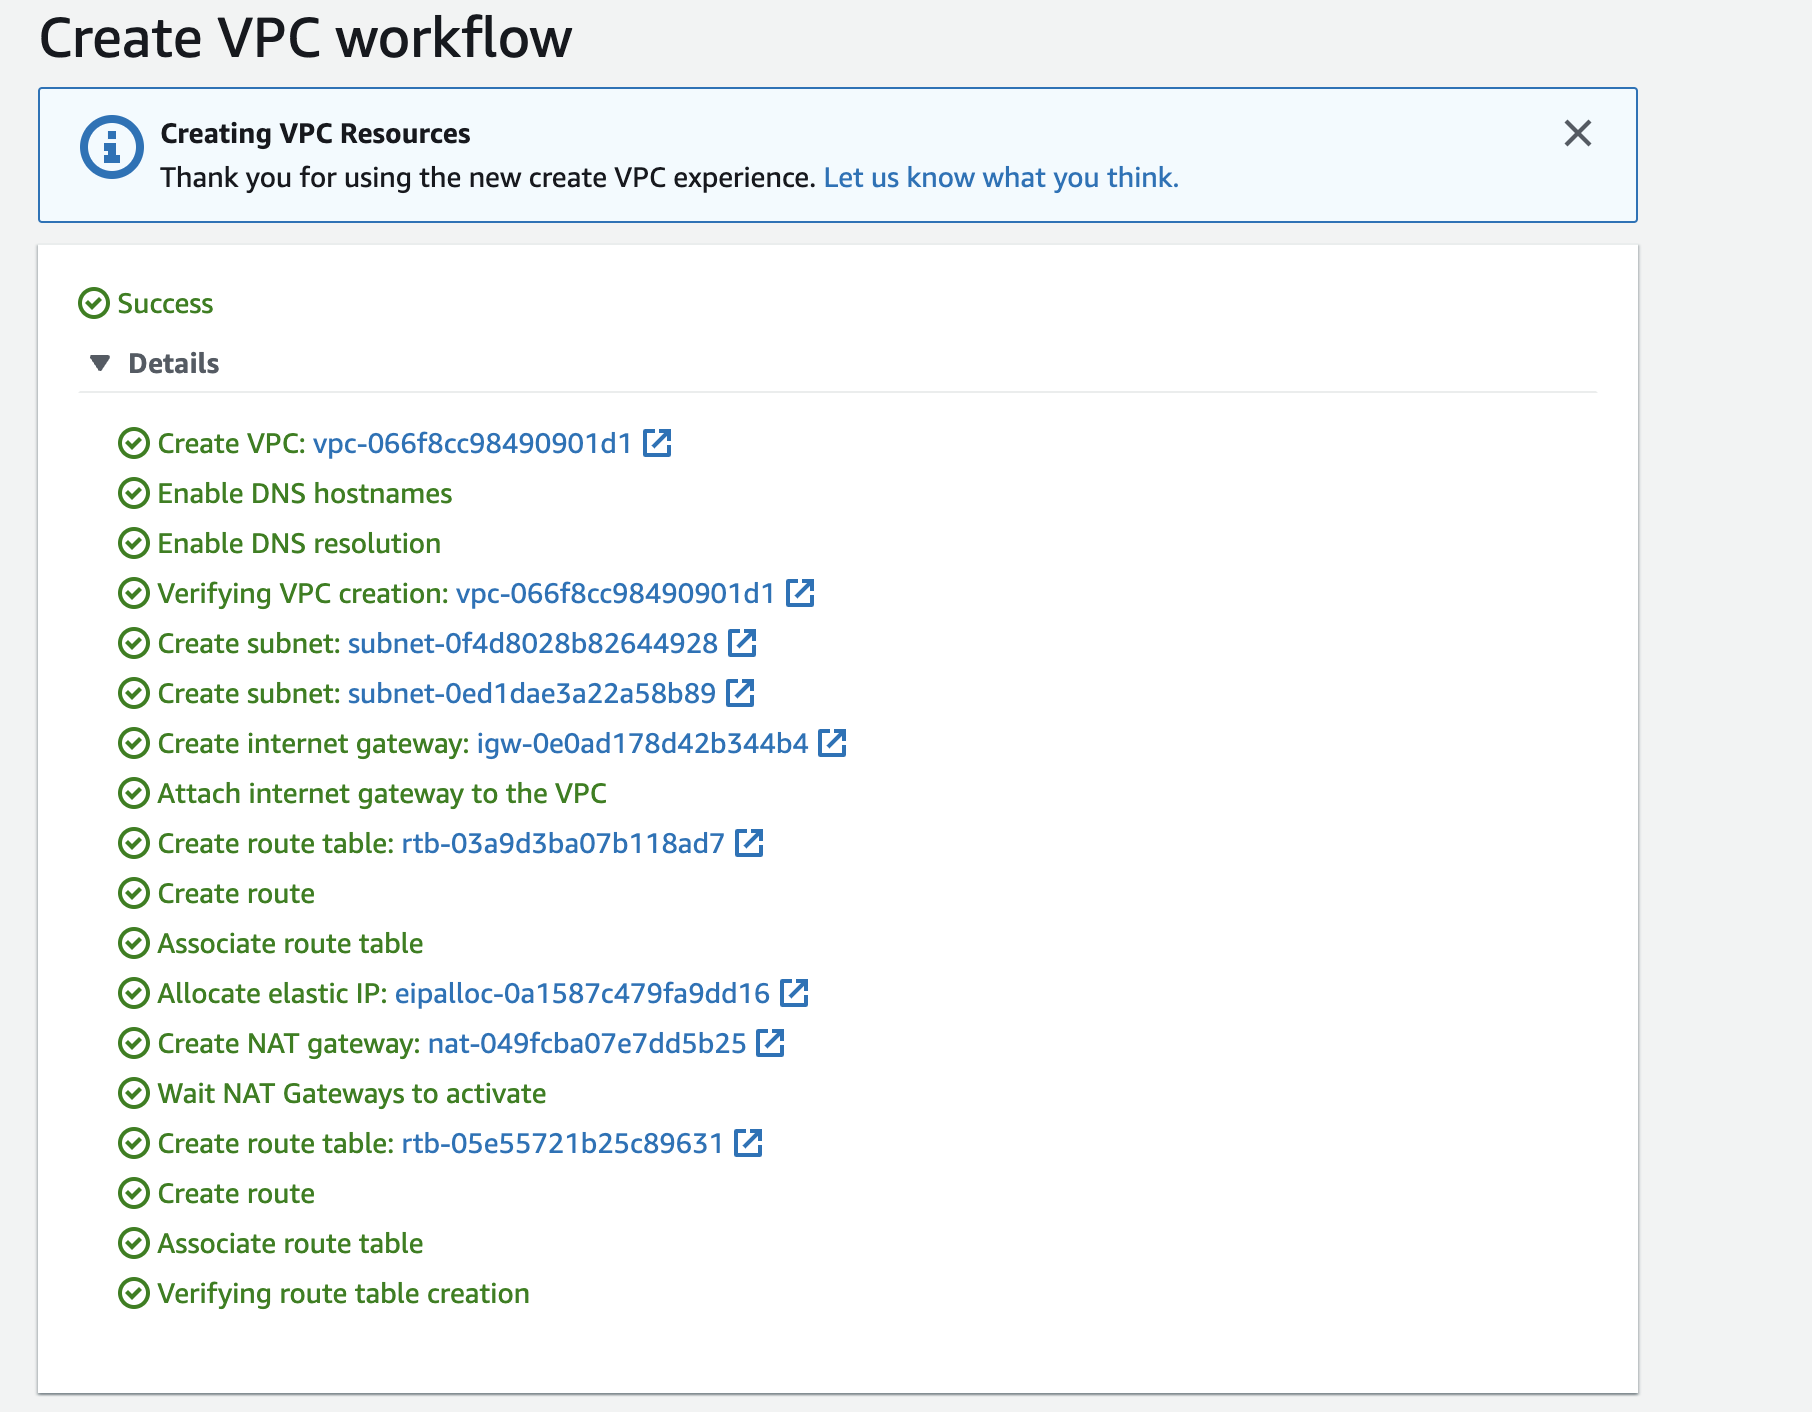 Create VPC workflow
Creating VPC Resources
Thank you for using the new create VPC experience. Let us know what you think.
Success
Details
Create VPC: vpc-066f8cc98490901d1
Enable DNS hostnames
Enable DNS resolution
Verifying VPC creation: vpc-066f8cc98490901d1
Create subnet: subnet-0f4d8028b82644928
Create subnet: subnet-0ed1dae3a22a58b89
Create internet gateway: igw-0e0ad178d42b344b4
Attach internet gateway to the VPC
Create route table: rtb-03a9d3ba07b118ad7
Create route
Associate route table
Allocate elastic IP: eipalloc-0a1587c479fa9dd16
Create NAT gateway: nat-049fcba07e7dd5b25
Wait NAT Gateways to activate
Create route table: rtb-05e55721b25c89631
Create route
Associate route table
Verifying route table creation